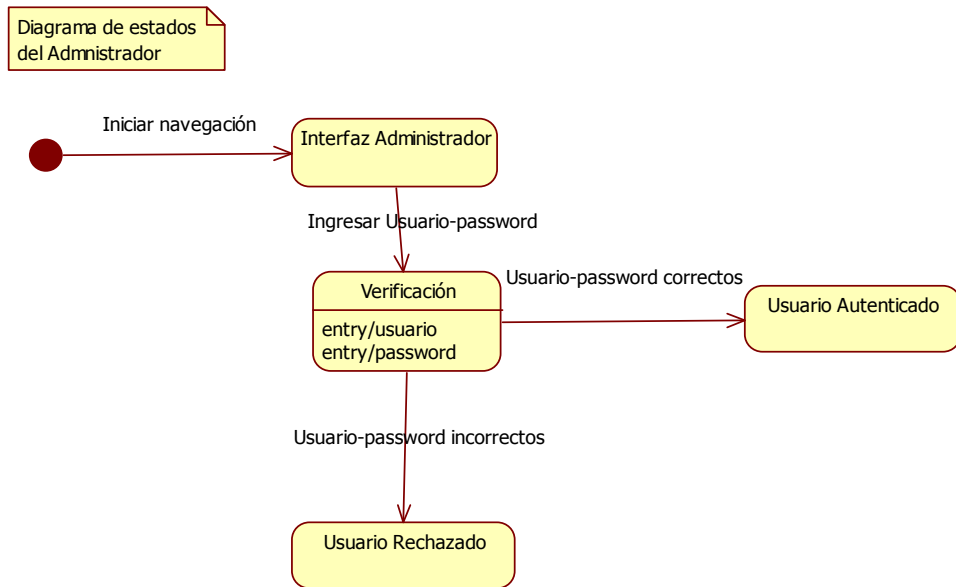 Diagrama de estados
del Admnistrador
Iniciar navegación
Interfaz Administrador
Ingresar Usuario-password
Verificación
entry/usuario
entry/password
Usuario-password correctos
Usuario Autenticado
Usuario-password incorrectos
Usuario Rechazado